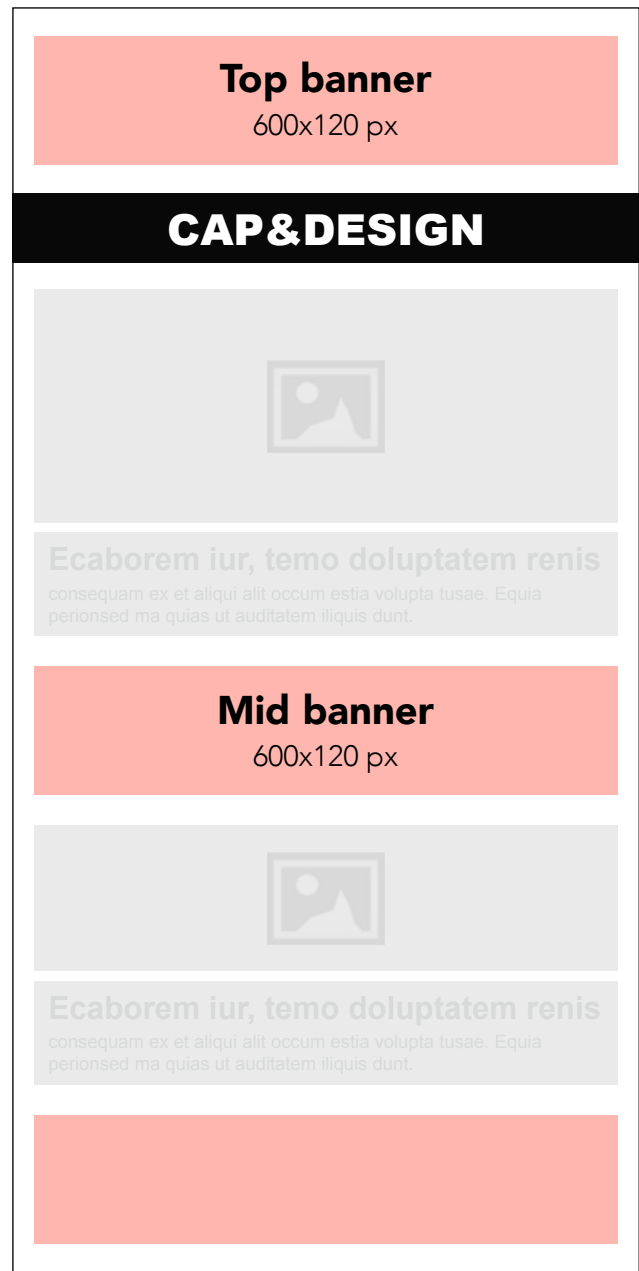 Top banner
600x120 px
CAP&DESIGN
Ecaborem iur, temo doluptatem renis
consequam ex et aliqui alit occum estia volupta tusae. Equia
perionsed ma quias ut auditatem iliquis dunt.
Mid banner
600x120 px
Ecaborem iur, temo doluptatem renis
consequam ex et aliqui alit occum estia volupta tusae. Equia
perionsed ma quias ut auditatem iliquis dunt.